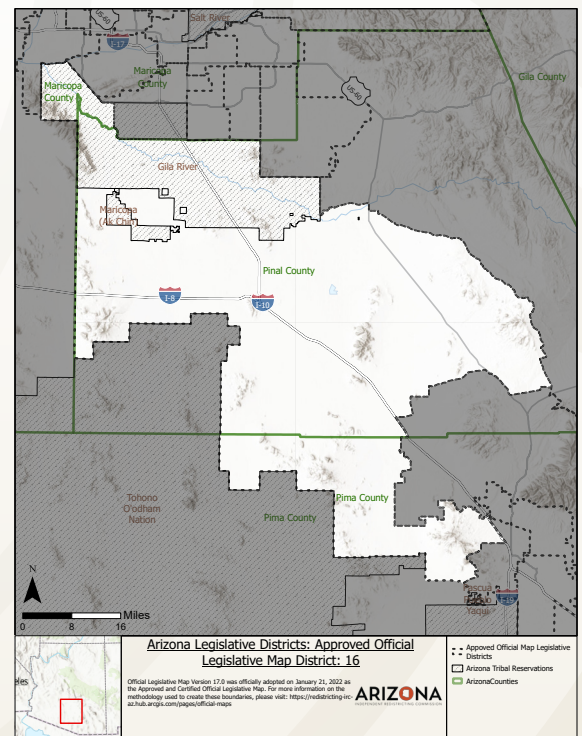 US-60
Salt River
I-17
Maricopa
County
Maricopa
County
US-60
Gila County
Gila River
Maricopa
(Ak Chin)
Pinal County
I-8
I-10
Tohono
O'odham
Nation
Pima County
Pima County
Pascua
Yaqui
I-19
N
Miles
0 8 16
les
Arizona Legislative Districts: Approved Official
Legislative Map District: 16
Official Legislative Map Version 17.0 was officially adopted on January 21, 2022 as
the Approved and Certified Official Legislative Map. For more information on the
methodology used to create these boundaries, please visit: https://redistricting-irc-
az.hub.arcgis.com/pages/official-maps
ARIZONA
INDEPENDENT REDISTRICTING COMMISSION
Appoved Official Map Legislative
Districts
Arizona Tribal Reservations
ArizonaCounties